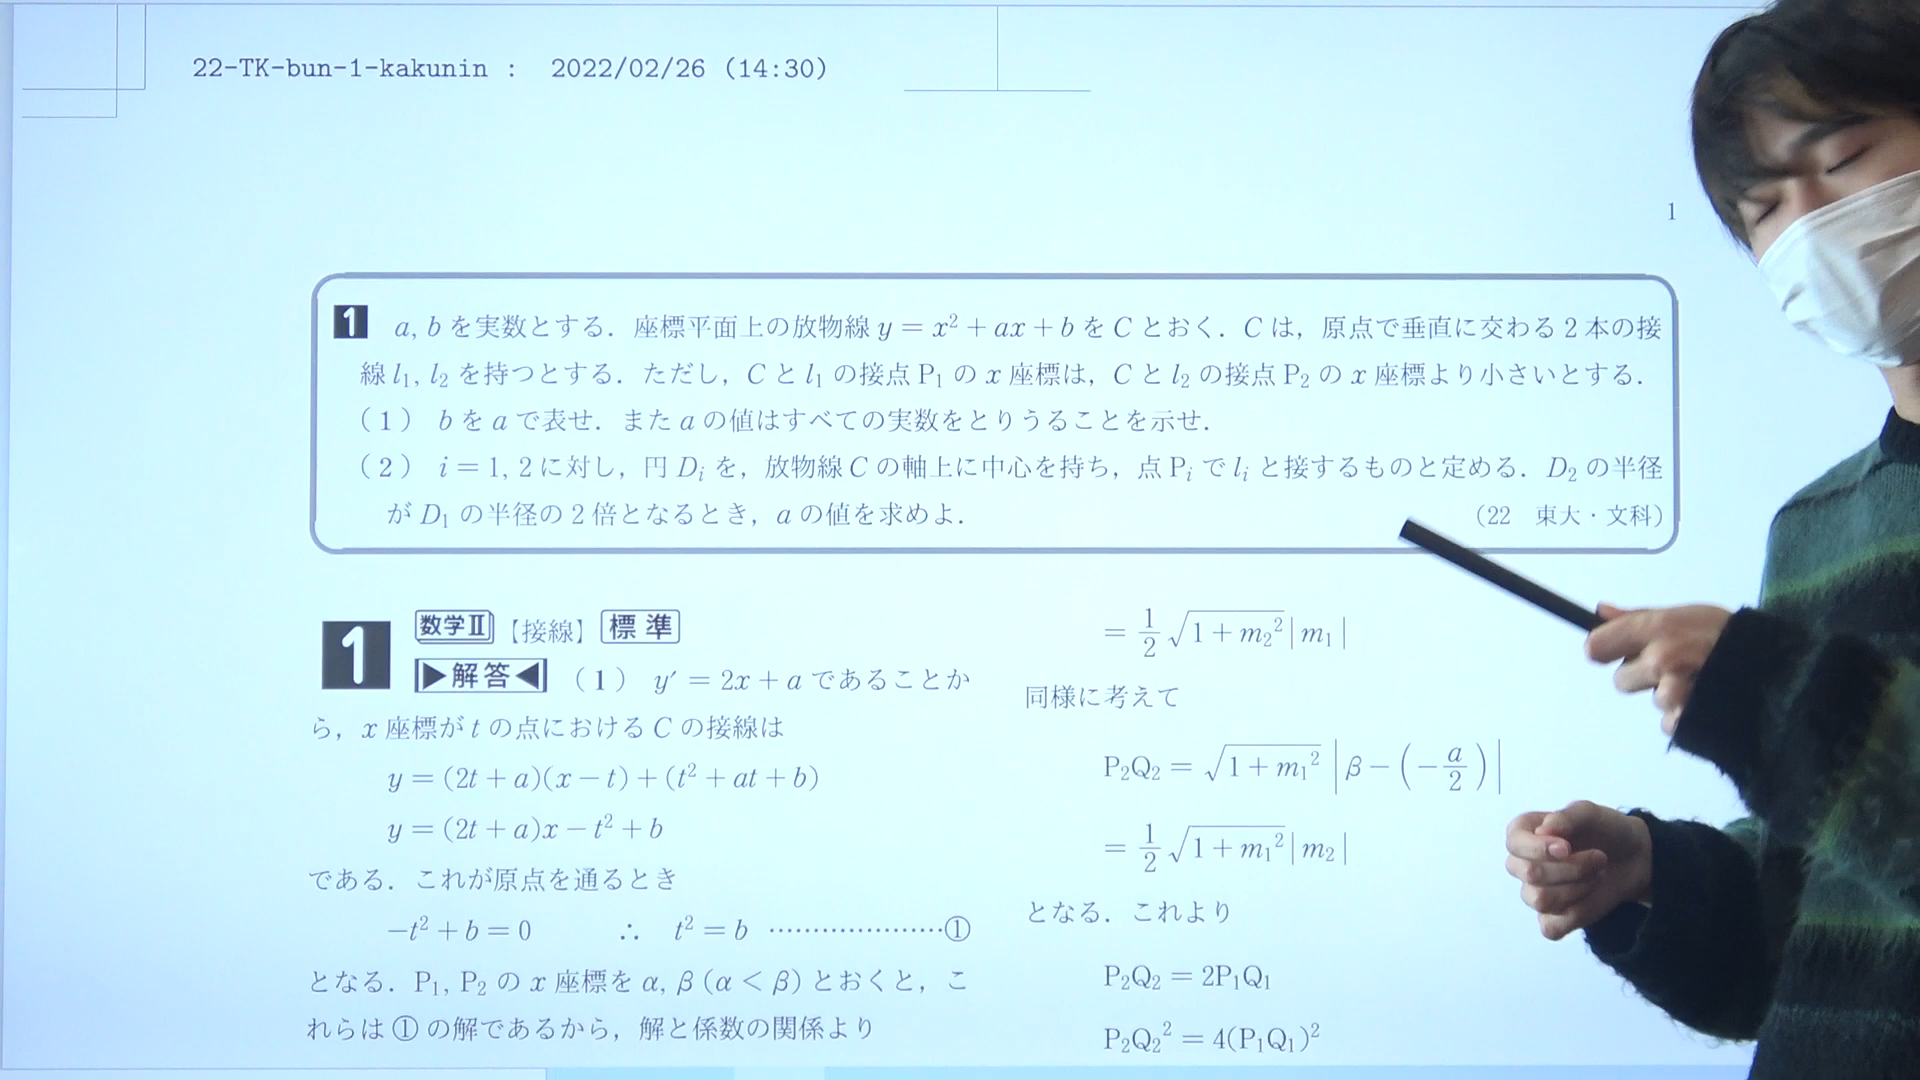 22-TK-bun-1-kakunin :  2022/02/26 (14:30)
1
1 a, b を実数とする．座標平面上の放物線 y = x² + ax + b を C とおく．C は，原点で垂直に交わる 2 本の接
線 l₁, l₂ を持つとする．ただし，C と l₁ の接点 P₁ の x 座標は，C と l₂ の接点 P₂ の x 座標より小さいとする．
（1） b を a で表せ．また a の値はすべての実数をとりうることを示せ．
（2） i = 1, 2 に対し，円 Dᵢ を，放物線 C の軸上に中心を持ち，点 Pᵢ で lᵢ と接するものと定める．D₂ の半径
が D₁ の半径の 2 倍となるとき，a の値を求めよ．
（22　東大・文科）
1 数学Ⅱ【接線】標準
▶解答◀ （1） y′ = 2x + a であることか
ら，x 座標が t の点における C の接線は
y = (2t + a)(x − t) + (t² + at + b)
y = (2t + a)x − t² + b
である．これが原点を通るとき
−t² + b = 0　∴　t² = b …………………①
となる．P₁, P₂ の x 座標を α, β (α < β) とおくと，こ
れらは ① の解であるから，解と係数の関係より
= 1/2 √(1 + m₂²) | m₁ |
同様に考えて
P₂Q₂ = √(1 + m₁²) | β − (− a/2) |
= 1/2 √(1 + m₁²) | m₂ |
となる．これより
P₂Q₂ = 2P₁Q₁
P₂Q₂² = 4(P₁Q₁)²